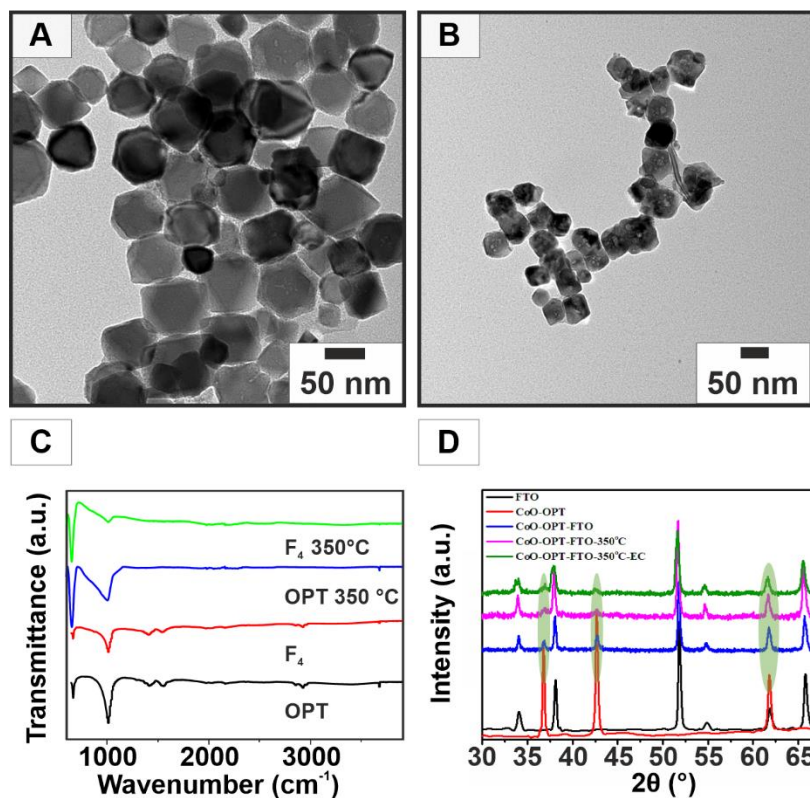 A
B
50 nm
50 nm
C
D
Transmittance (a.u.)
F₄ 350°C
OPT 350 °C
F₄
OPT
1000 2000 3000
Wavenumber (cm⁻¹)
Intensity (a.u.)
FTO
CoO-OPT
CoO-OPT-FTO
CoO-OPT-FTO-350°C
CoO-OPT-FTO-350°C-EC
30 35 40 45 50 55 60 65
2θ (°)